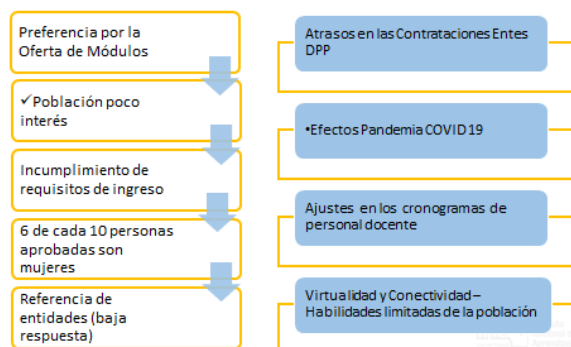 Preferencia por la
Oferta de Módulos
✓Población poco
interés
Incumplimiento de
requisitos de ingreso
6 de cada 10 personas
aprobadas son
mujeres
Referencia de
entidades (baja
respuesta)
Atrasos en las Contrataciones Entes
DPP
•Efectos Pandemia COVID 19
Ajustes en los cronogramas de
personal docente
Virtualidad y Conectividad –
Habilidades limitadas de la población